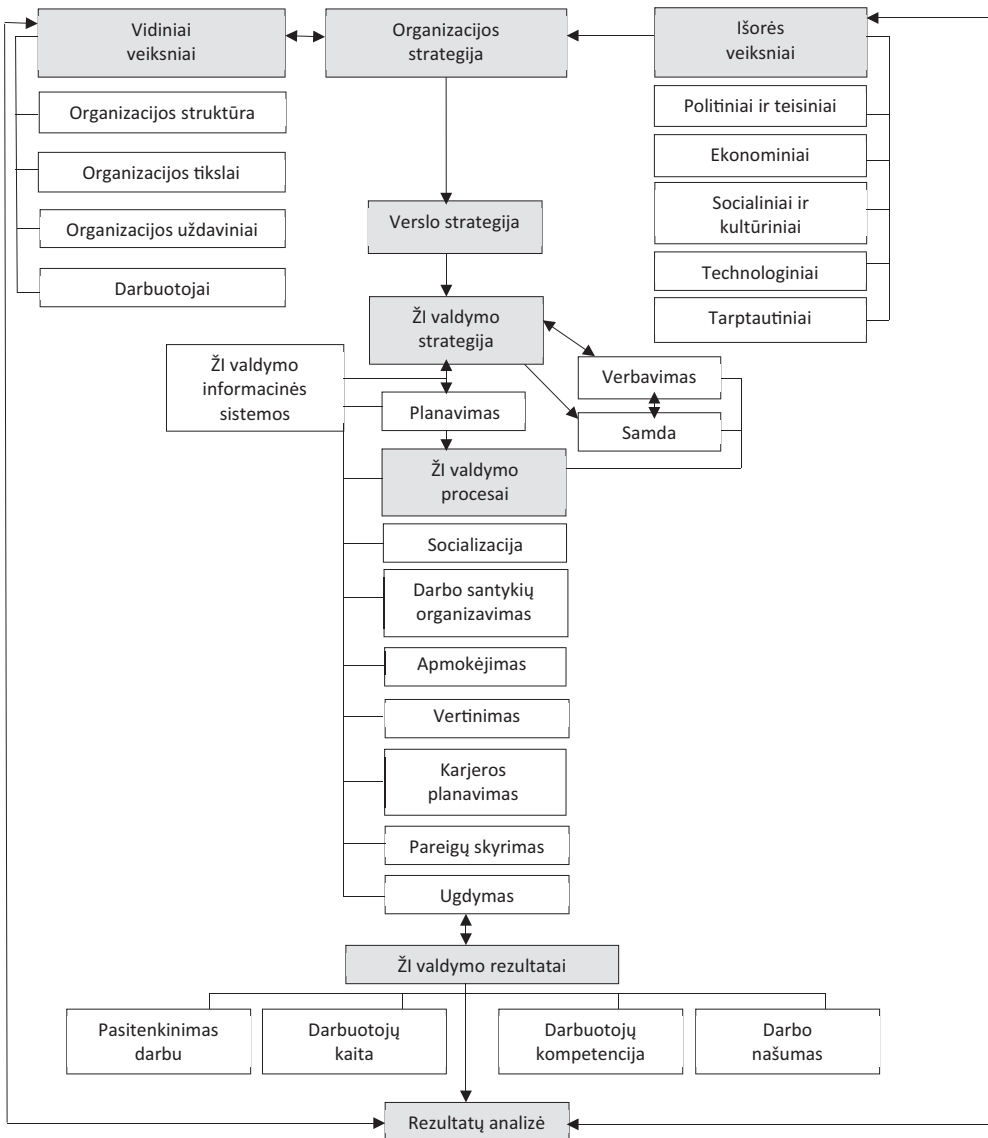 Vidiniai
veiksniai
Organizacijos
strategija
Išorės
veiksniai
Organizacijos struktūra
Organizacijos tikslai
Organizacijos uždaviniai
Darbuotojai
Politiniai ir teisiniai
Ekonominiai
Socialiniai ir
kultūriniai
Technologiniai
Tarptautiniai
Verslo strategija
ŽI valdymo
strategija
ŽI valdymo
informacinės
sistemos
Verbavimas
Planavimas
Samda
ŽI valdymo
procesai
Socializacija
Darbo santykių
organizavimas
Apmokėjimas
Vertinimas
Karjeros
planavimas
Pareigų skyrimas
Ugdymas
ŽI valdymo rezultatai
Pasitenkinimas
darbu
Darbuotojų
kaita
Darbuotojų
kompetencija
Darbo
našumas
Rezultatų analizė